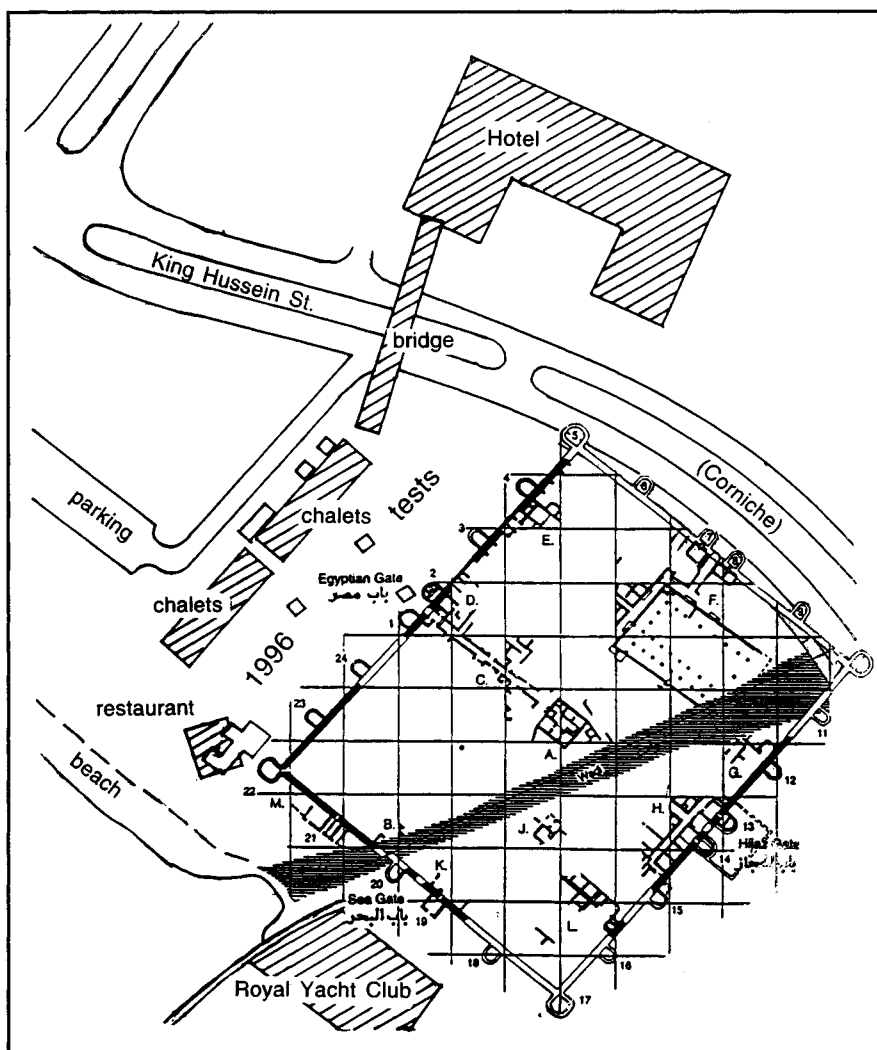 Hotel
King Hussein St.
bridge
(Corniche)
parking
chalets
tests
chalets
1996
Egyptian Gate
باب مصر
restaurant
beach
5
4
6
3
E.
7
8
2
D.
F.
9
1
24
C.
23
11
A.
Wadi
G.
12
22
M.
H.
B.
21
J.
13
Hijaz Gate
14
باب الحجاز
20
K.
Sea Gate
باب البحر
19
15
L.
18
16
17
Royal Yacht Club